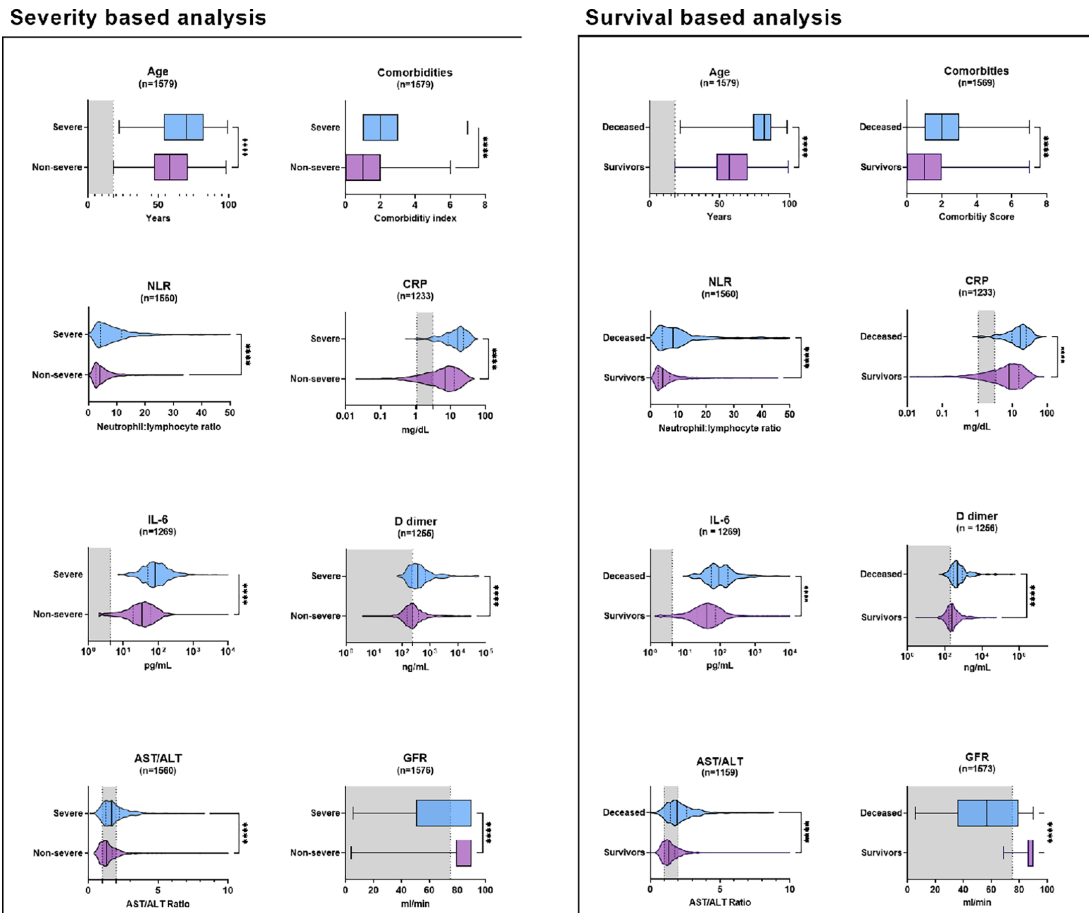 Severity based analysis
Age
(n=1579)
Severe
Non-severe
****
0 100
Years
Comorbidities
(n=1579)
Severe
Non-severe
****
0 2 4 6 8
Comorbiditiy index
NLR
(n=1560)
Severe
Non-severe
****
0 10 20 30 40 50
Neutrophil:lymphocyte ratio
CRP
(n=1233)
Severe
Non-severe
****
0.01 0.1 1 10 100
mg/dL
IL-6
(n=1269)
Severe
Non-severe
****
10⁰ 10¹ 10² 10³ 10⁴
pg/mL
D dimer
(n=1255)
Severe
Non-severe
****
10⁰ 10¹ 10² 10³ 10⁴ 10⁵
ng/mL
AST/ALT
(n=1560)
Severe
Non-severe
****
0 2 4 6 8 10
AST/ALT Ratio
GFR
(n=1576)
Severe
Non-severe
****
0 20 40 60 80 100
ml/min
Survival based analysis
Age
(n= 1579)
Deceased
Survivors
****
0 100
Years
Comorbities
(n=1569)
Deceased
Survivors
****
0 2 4 6 8
Comorbitiy Score
NLR
(n=1560)
Deceased
Survivors
****
0 10 20 30 40 50
Neutrophil:lymphocyte ratio
CRP
(n=1233)
Deceased
Survivors
****
0.01 0.1 1 10 100
mg/dL
IL-6
(n = 1269)
Deceased
Survivors
****
10⁰ 10¹ 10² 10³ 10⁴
pg/mL
D dimer
(n = 1256)
Deceased
Survivors
****
10⁰ 10² 10⁴ 10⁶
ng/mL
AST/ALT
(n=1159)
Deceased
Survivors
****
0 2 4 6 8 10
AST/ALT Ratio
GFR
(n=1573)
Deceased
Survivors
****
0 20 40 60 80 100
ml/min